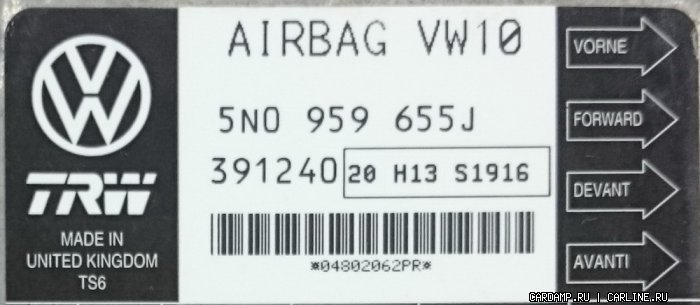 AIRBAG VW10
5N0 959 655J
391240 20 H13 S1916
*04802062PR*
VW
TRW
MADE IN
UNITED KINGDOM
TS6
VORNE
FORWARD
DEVANT
AVANTI
CARDAMP.RU | CARLINE.RU